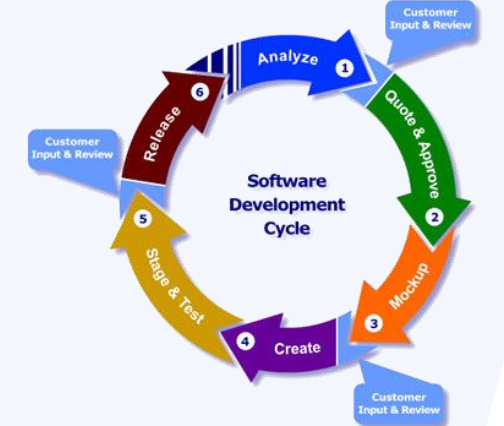 Customer
Input & Review
Analyze
1
Quote & Approve
2
Mockup
3
Customer
Input & Review
Create
4
Stage & Test
5
Customer
Input & Review
Release
6
Software
Development
Cycle